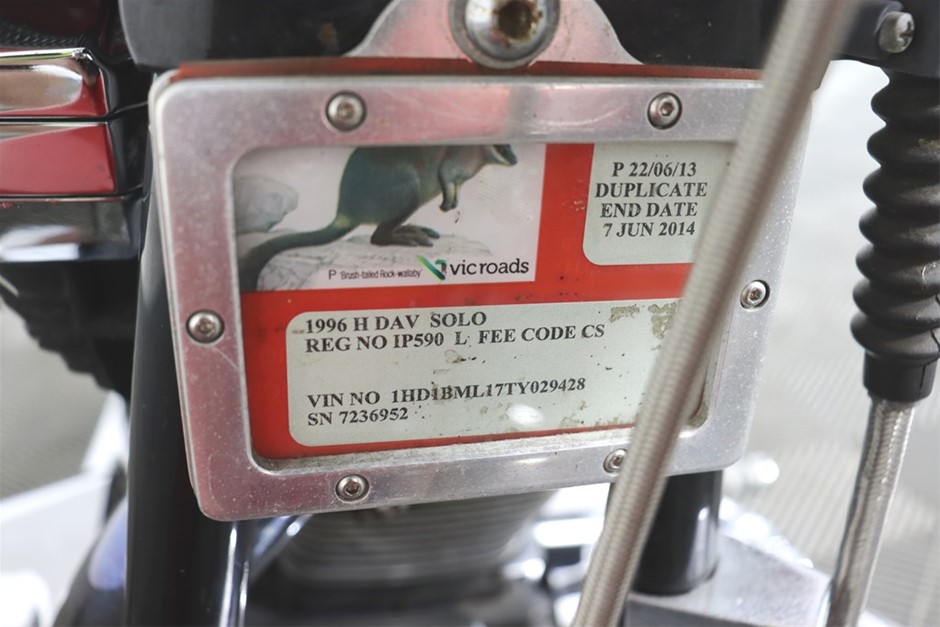 P Brush-tailed Rock-wallaby vicroads
P 22/06/13
DUPLICATE
END DATE
7 JUN 2014
1996 H DAV SOLO
REG NO IP590 L FEE CODE CS
VIN NO 1HD1BML17TY029428
SN 7236952